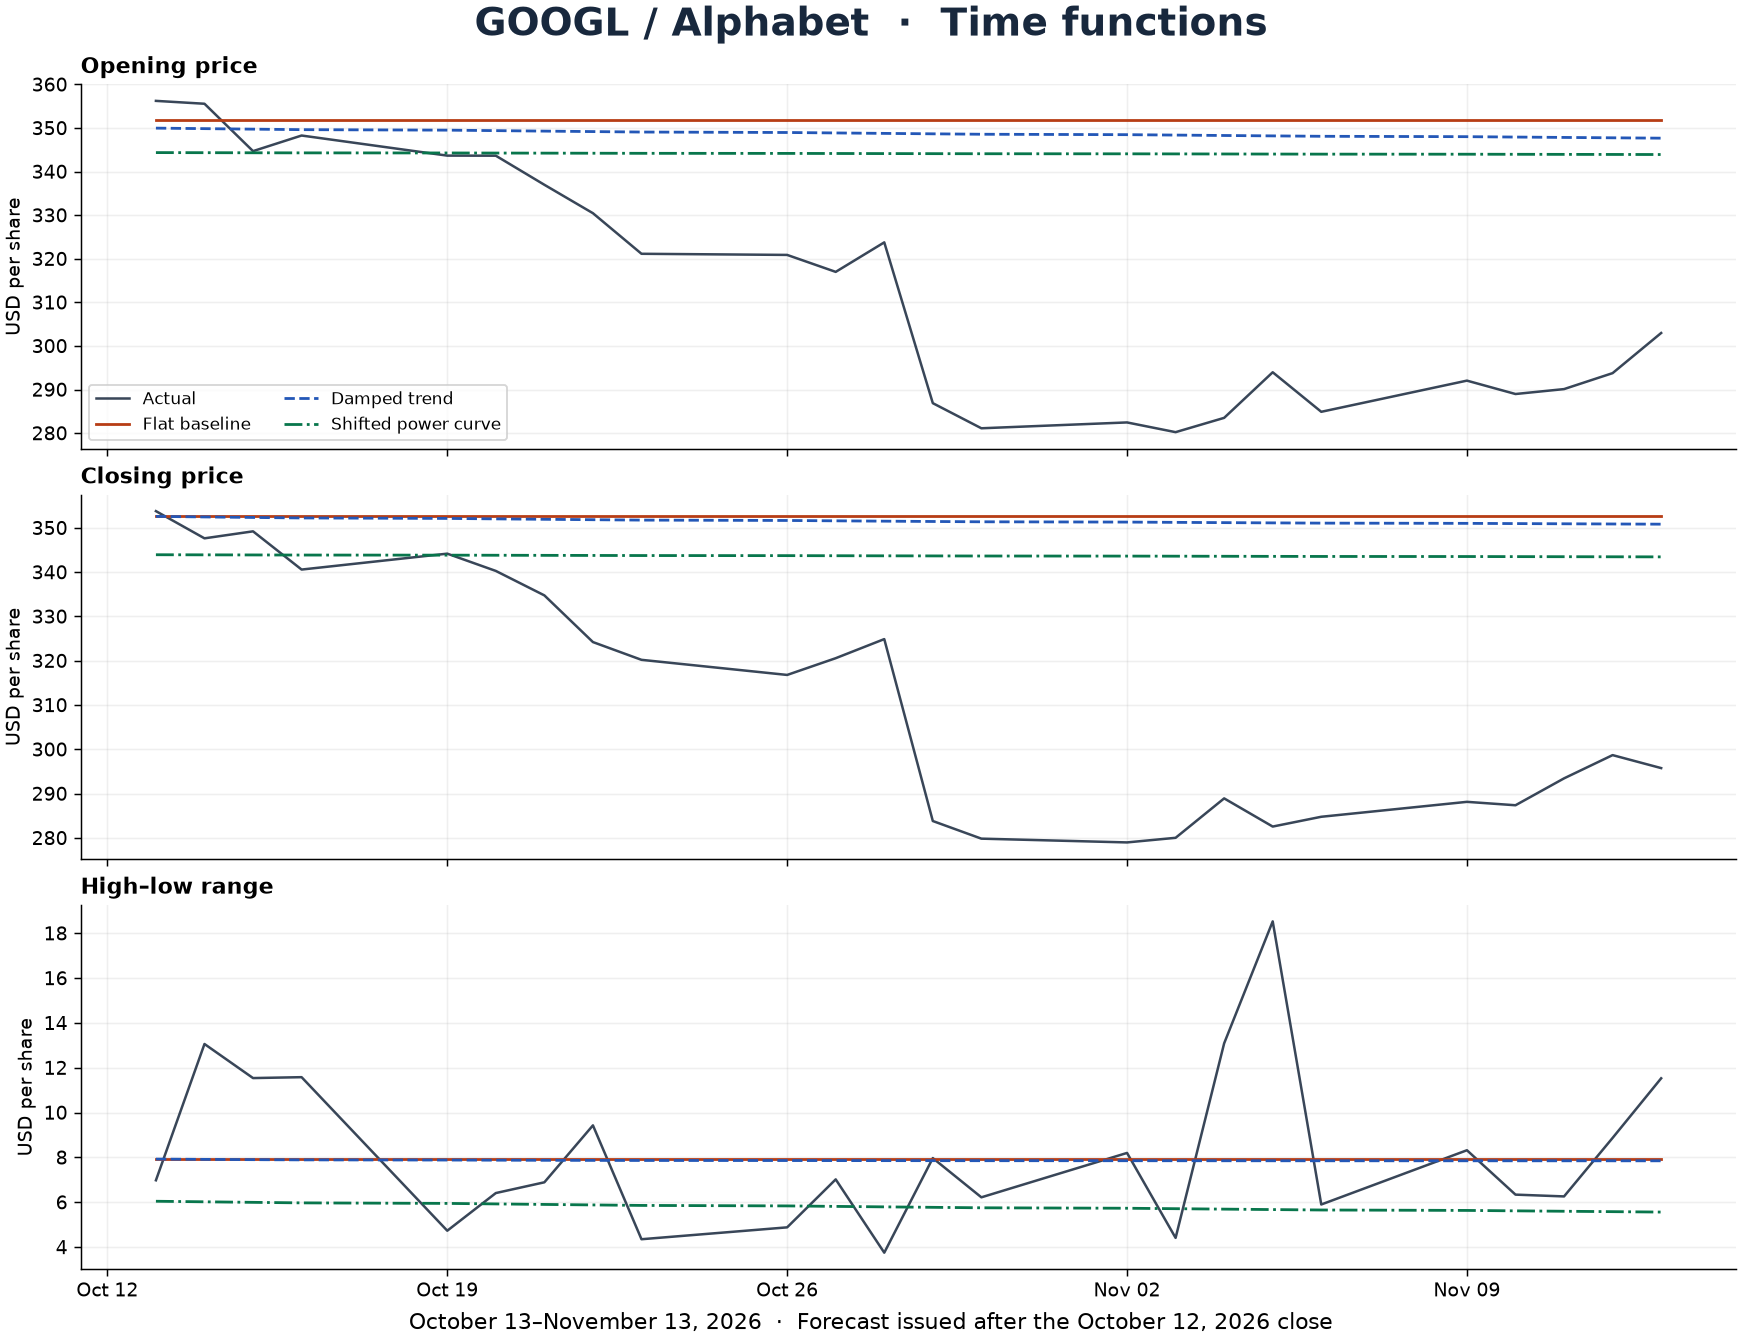 GOOGL / Alphabet · Time functions
Opening price
360
350
340
330
320
310
300
290
280
USD per share
Actual
Flat baseline
Damped trend
Shifted power curve
Closing price
350
340
330
320
310
300
290
280
USD per share
High–low range
18
16
14
12
10
8
6
4
USD per share
Oct 12
Oct 19
Oct 26
Nov 02
Nov 09
October 13–November 13, 2026 · Forecast issued after the October 12, 2026 close